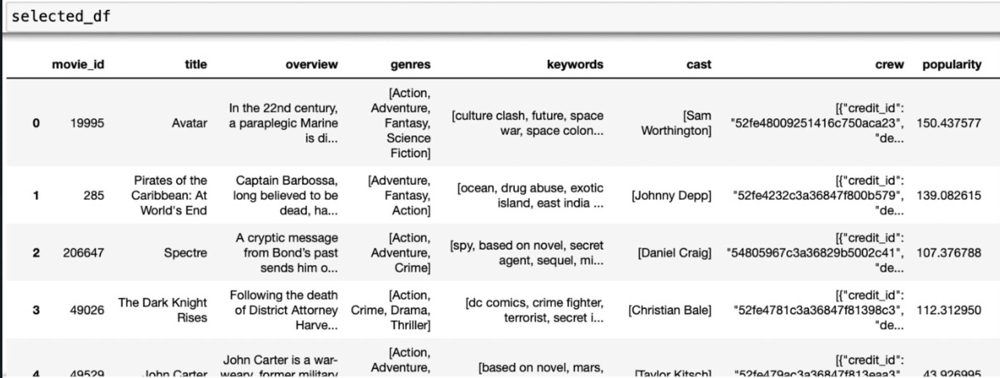 selected_df
movie_id title overview genres keywords cast crew popularity
0 19995 Avatar In the 22nd century, a paraplegic Marine is di... [Action, Adventure, Fantasy, Science Fiction] [culture clash, future, space war, space colon... [Sam Worthington] [{"credit_id": "52fe48009251416c750aca23", "de... 150.437577
1 285 Pirates of the Caribbean: At World's End Captain Barbossa, long believed to be dead, ha... [Adventure, Fantasy, Action] [ocean, drug abuse, exotic island, east india ... [Johnny Depp] [{"credit_id": "52fe4232c3a36847f800b579", "de... 139.082615
2 206647 Spectre A cryptic message from Bond’s past sends him o... [Action, Adventure, Crime] [spy, based on novel, secret agent, sequel, mi... [Daniel Craig] [{"credit_id": "54805967c3a36829b5002c41", "de... 107.376788
3 49026 The Dark Knight Rises Following the death of District Attorney Harve... [Action, Crime, Drama, Thriller] [dc comics, crime fighter, terrorist, secret i... [Christian Bale] [{"credit_id": "52fe4781c3a36847f81398c3", "de... 112.312950
4 49529 John Carter John Carter is a war-weary, former military [Action, Adventure, [based on novel, mars, [Taylor Kitsch] [{"credit_id": "52fe479ac3a36847f813eaa3", 43.926995